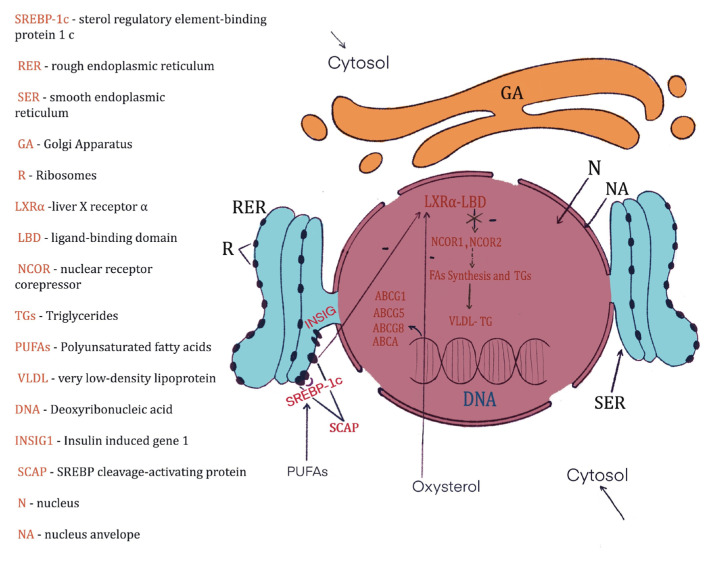 SREBP-1c - sterol regulatory element-binding
protein 1 c
RER - rough endoplasmic reticulum
SER - smooth endoplasmic
reticulum
GA - Golgi Apparatus
R - Ribosomes
LXRα -liver X receptor α
LBD - ligand-binding domain
NCOR - nuclear receptor
corepressor
TGs - Triglycerides
PUFAs - Polyunsaturated fatty acids
VLDL - very low-density lipoprotein
DNA - Deoxyribonucleic acid
INSIG1 - Insulin induced gene 1
SCAP - SREBP cleavage-activating protein
N - nucleus
NA - nucleus anvelope
Cytosol
GA
N
NA
RER
R
LXRα-LBD
NCOR1, NCOR2
FAs Synthesis and TGs
VLDL- TG
ABCG1
ABCG5
ABCG8
ABCA
INSIG
SREBP-1c
SCAP
DNA
SER
PUFAs
Oxysterol
Cytosol